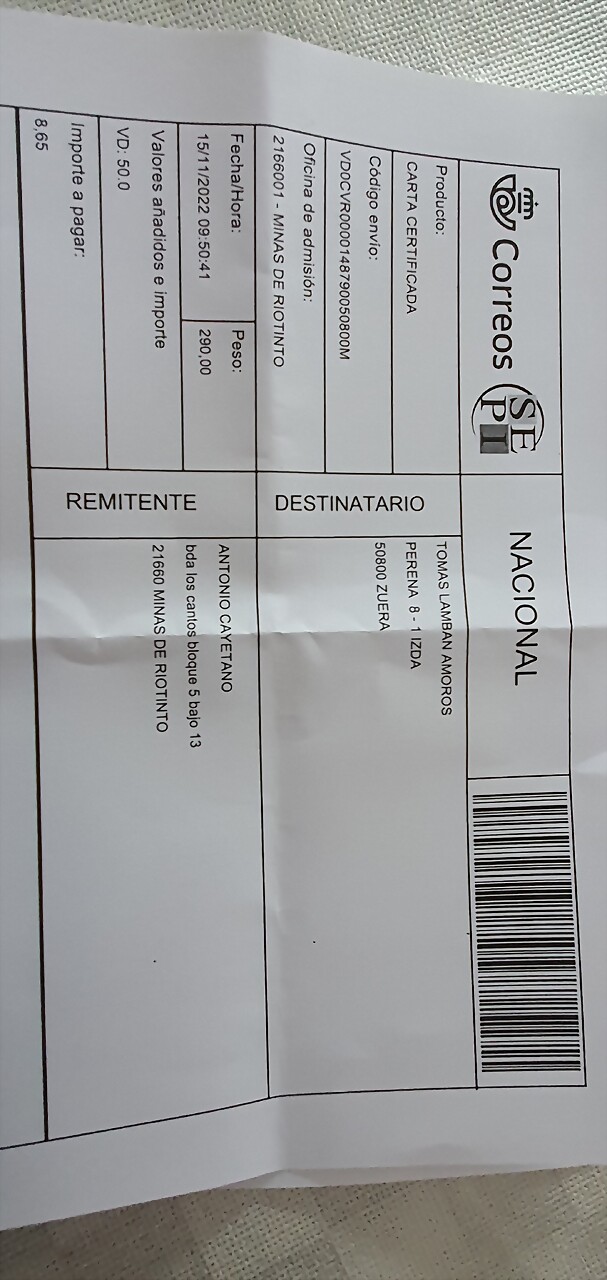 Correos
SEPI
NACIONAL
Producto:
CARTA CERTIFICADA
Código envío:
VD0CVR0000148790050800M
Oficina de admisión:
2166001 - MINAS DE RIOTINTO
Fecha/Hora:
15/11/2022 09:50:41
Peso:
290,00
Valores añadidos e importe
VD: 50.0
Importe a pagar:
8,65
DESTINATARIO
TOMAS LAMBAN AMOROS
PERENA 8 - 1 IZDA
50800 ZUERA
REMITENTE
ANTONIO CAYETANO
bda los cantos bloque 5 bajo 13
21660 MINAS DE RIOTINTO